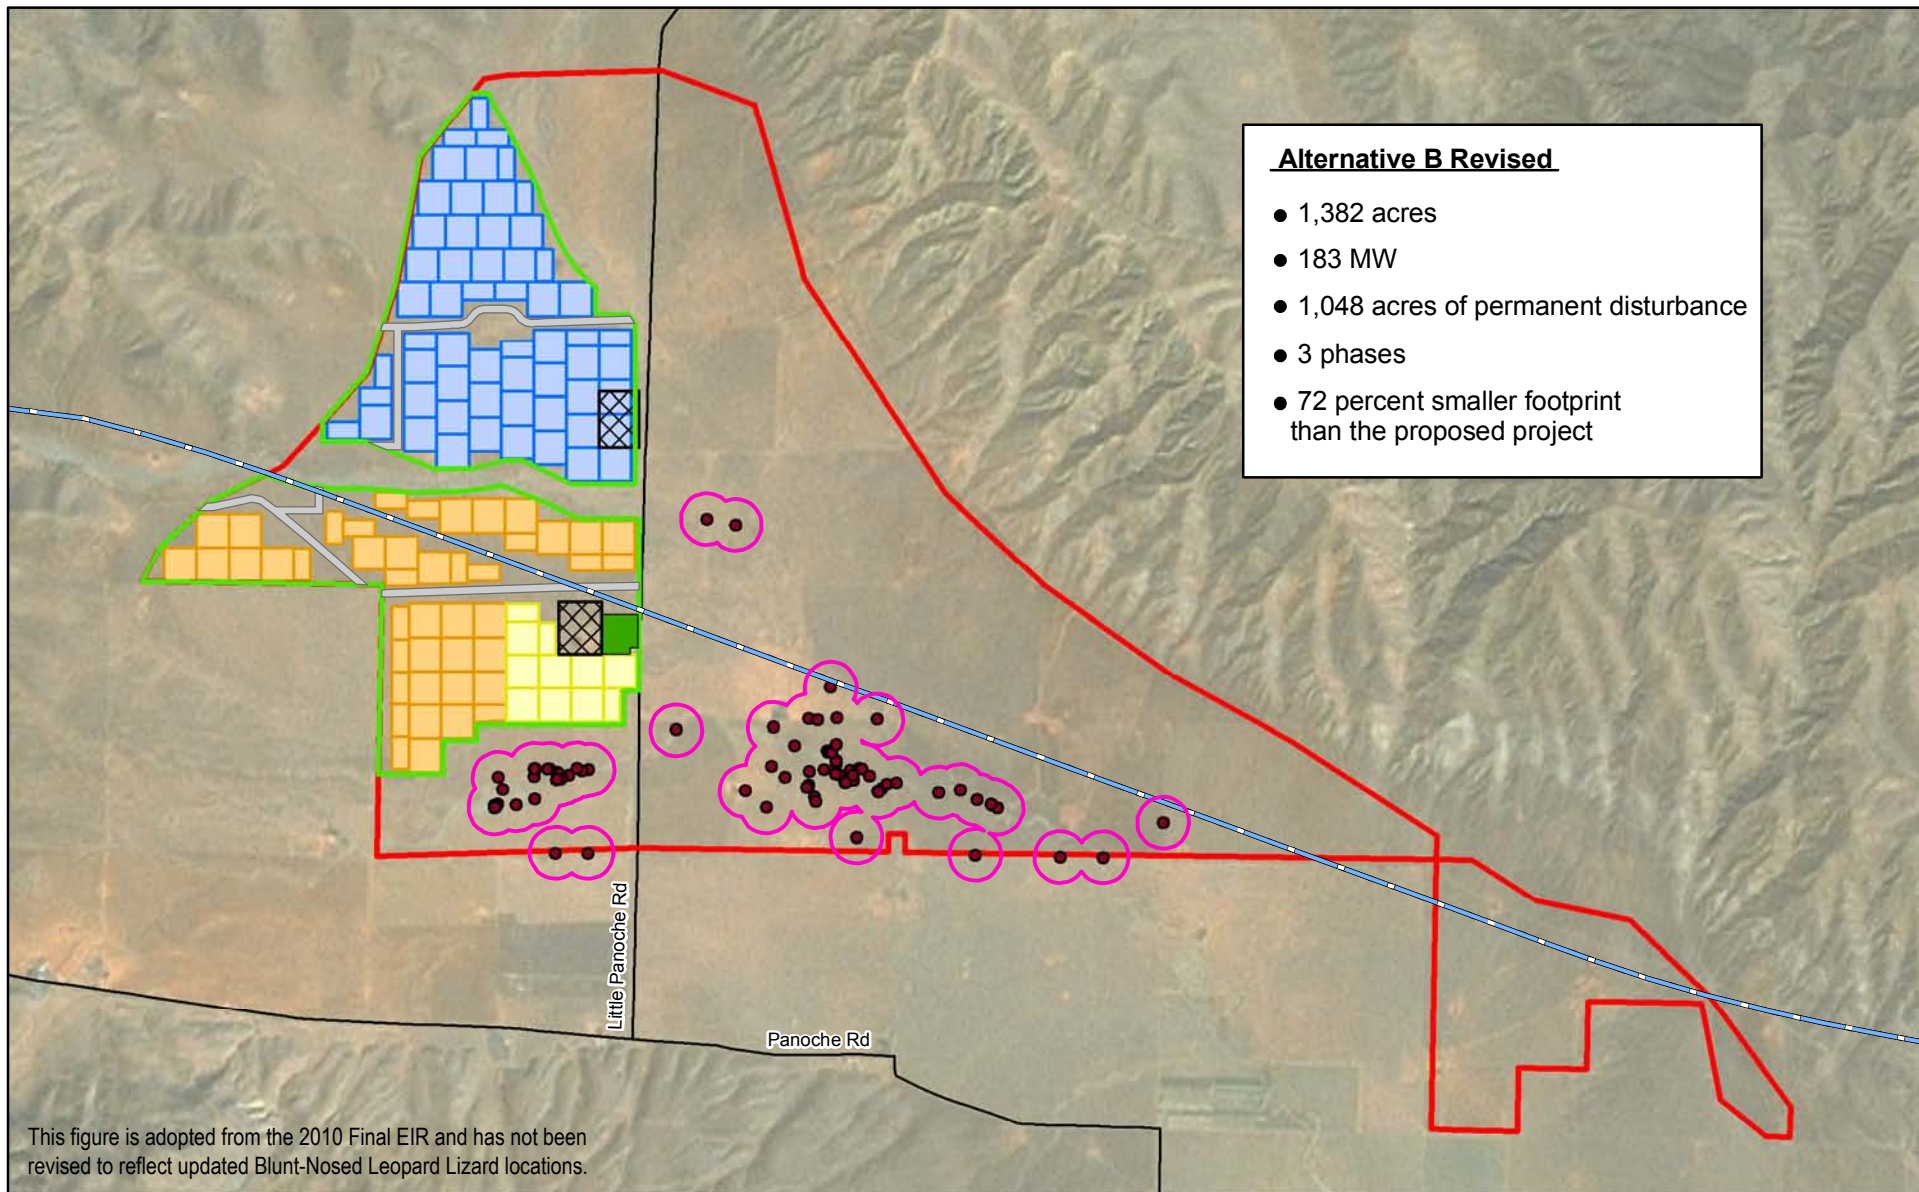 Alternative B Revised
● 1,382 acres
● 183 MW
● 1,048 acres of permanent disturbance
● 3 phases
● 72 percent smaller footprint
than the proposed project
Little Panoche Rd
Panoche Rd
This figure is adopted from the 2010 Final EIR and has not been
revised to reflect updated Blunt-Nosed Leopard Lizard locations.